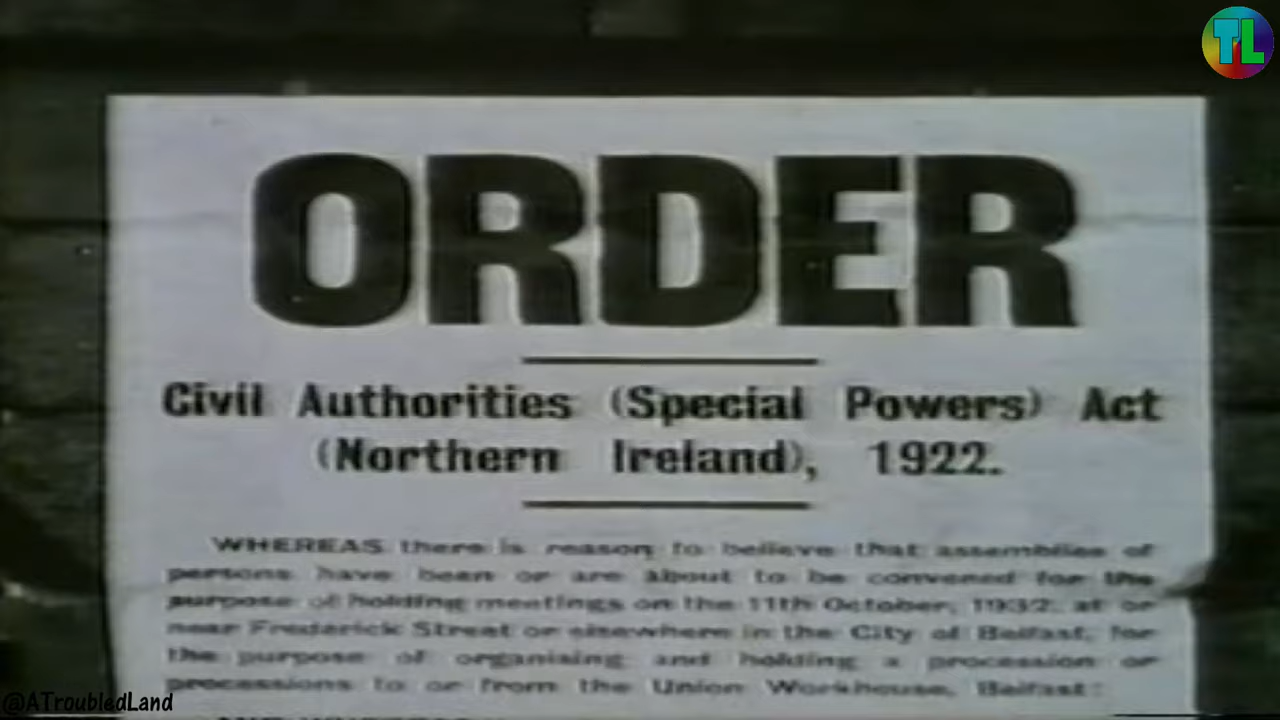 TL
ORDER
Civil Authorities (Special Powers) Act
(Northern Ireland), 1922.
WHEREAS there is reason to believe that assemblies of
persons have been or are about to be convened for the
purpose of holding meetings on the 11th October, 1932, at or
near Frederick Street or elsewhere in the City of Belfast, for
the purpose of organising and holding a procession or
processions to or from the Union Workhouse, Belfast:
@ATroubledLand